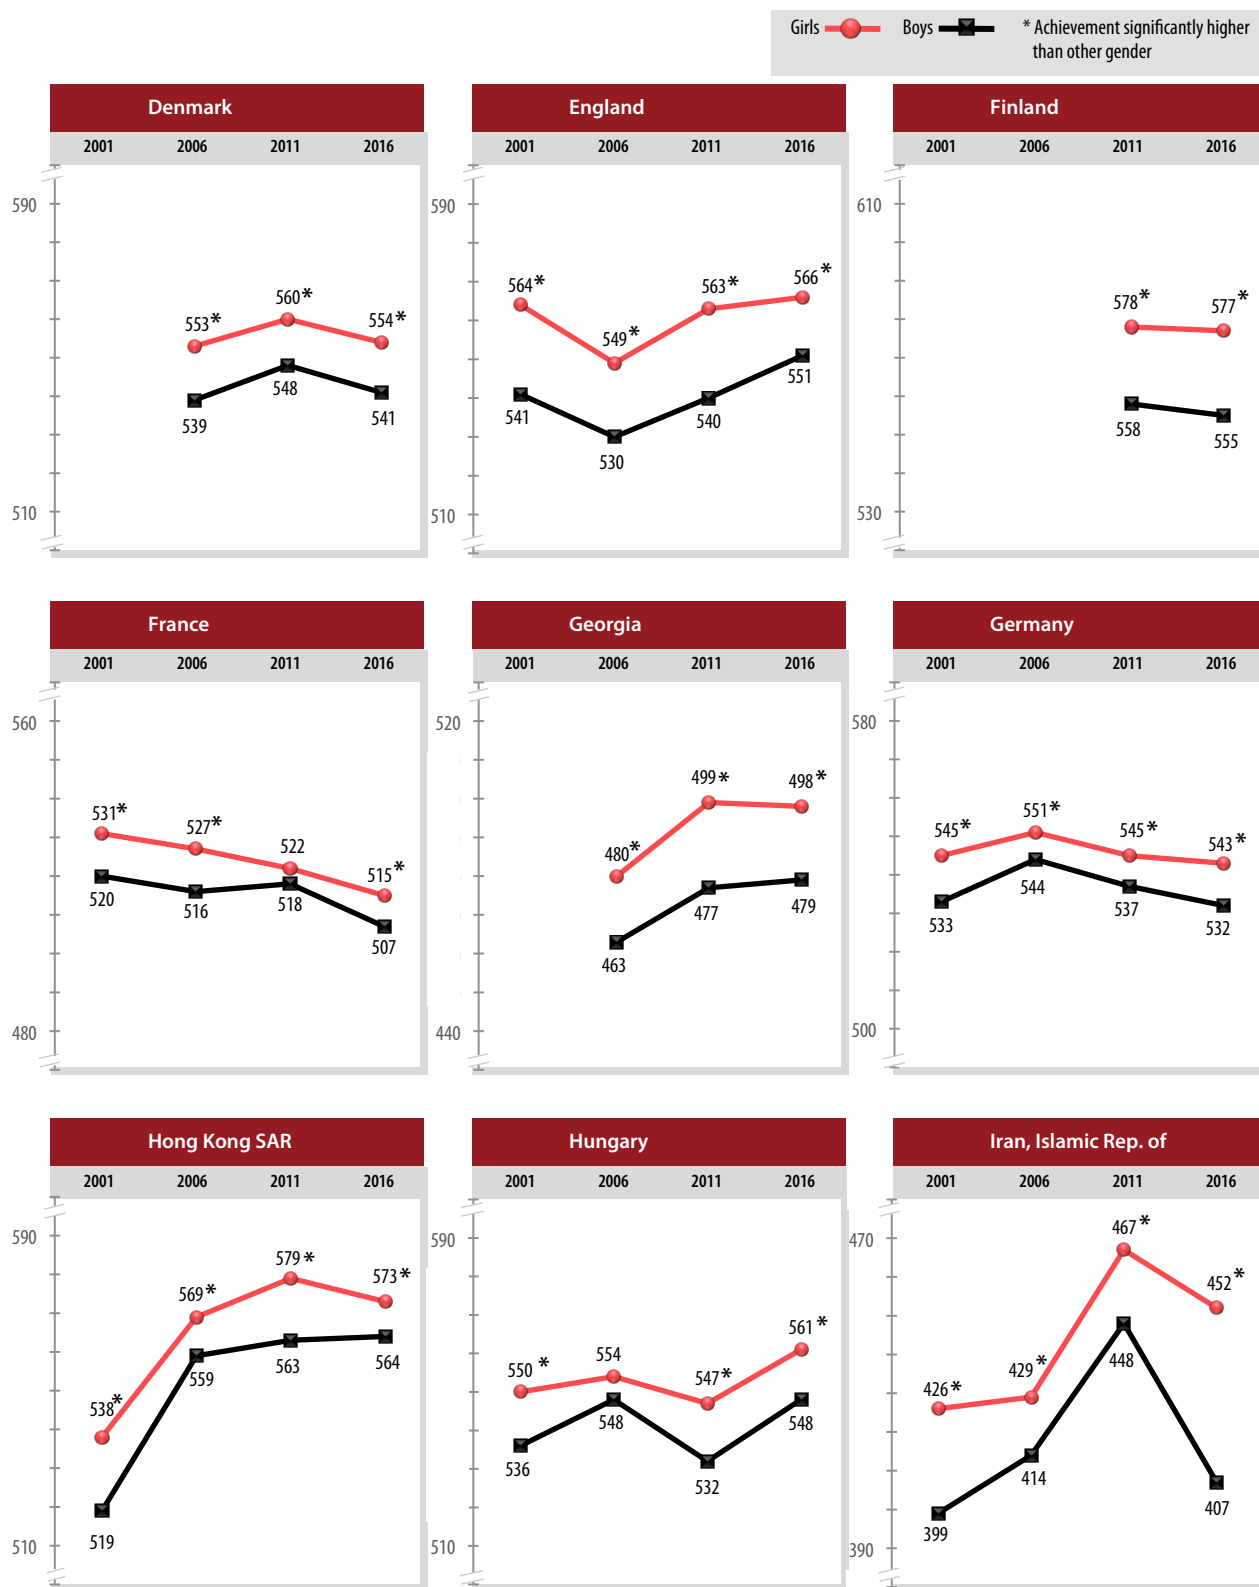 Girls Boys * Achievement significantly higher
than other gender
Denmark England Finland
2001 2006 2011 2016 2001 2006 2011 2016 2001 2006 2011 2016
590 590 610
553* 560* 554* 564* 549* 563* 566* 578* 577*
539 548 541 541 530 540 551 558 555
510 510 530
France Georgia Germany
2001 2006 2011 2016 2001 2006 2011 2016 2001 2006 2011 2016
560 520 580
531* 527* 522 515* 480* 499* 498* 545* 551* 545* 543*
520 516 518 507 463 477 479 533 544 537 532
480 440 500
Hong Kong SAR Hungary Iran, Islamic Rep. of
2001 2006 2011 2016 2001 2006 2011 2016 2001 2006 2011 2016
590 590 470
538* 569* 579* 573* 550* 554 547* 561* 426* 429* 467* 452*
519 559 563 564 536 548 532 548 399 414 448 407
510 510 390